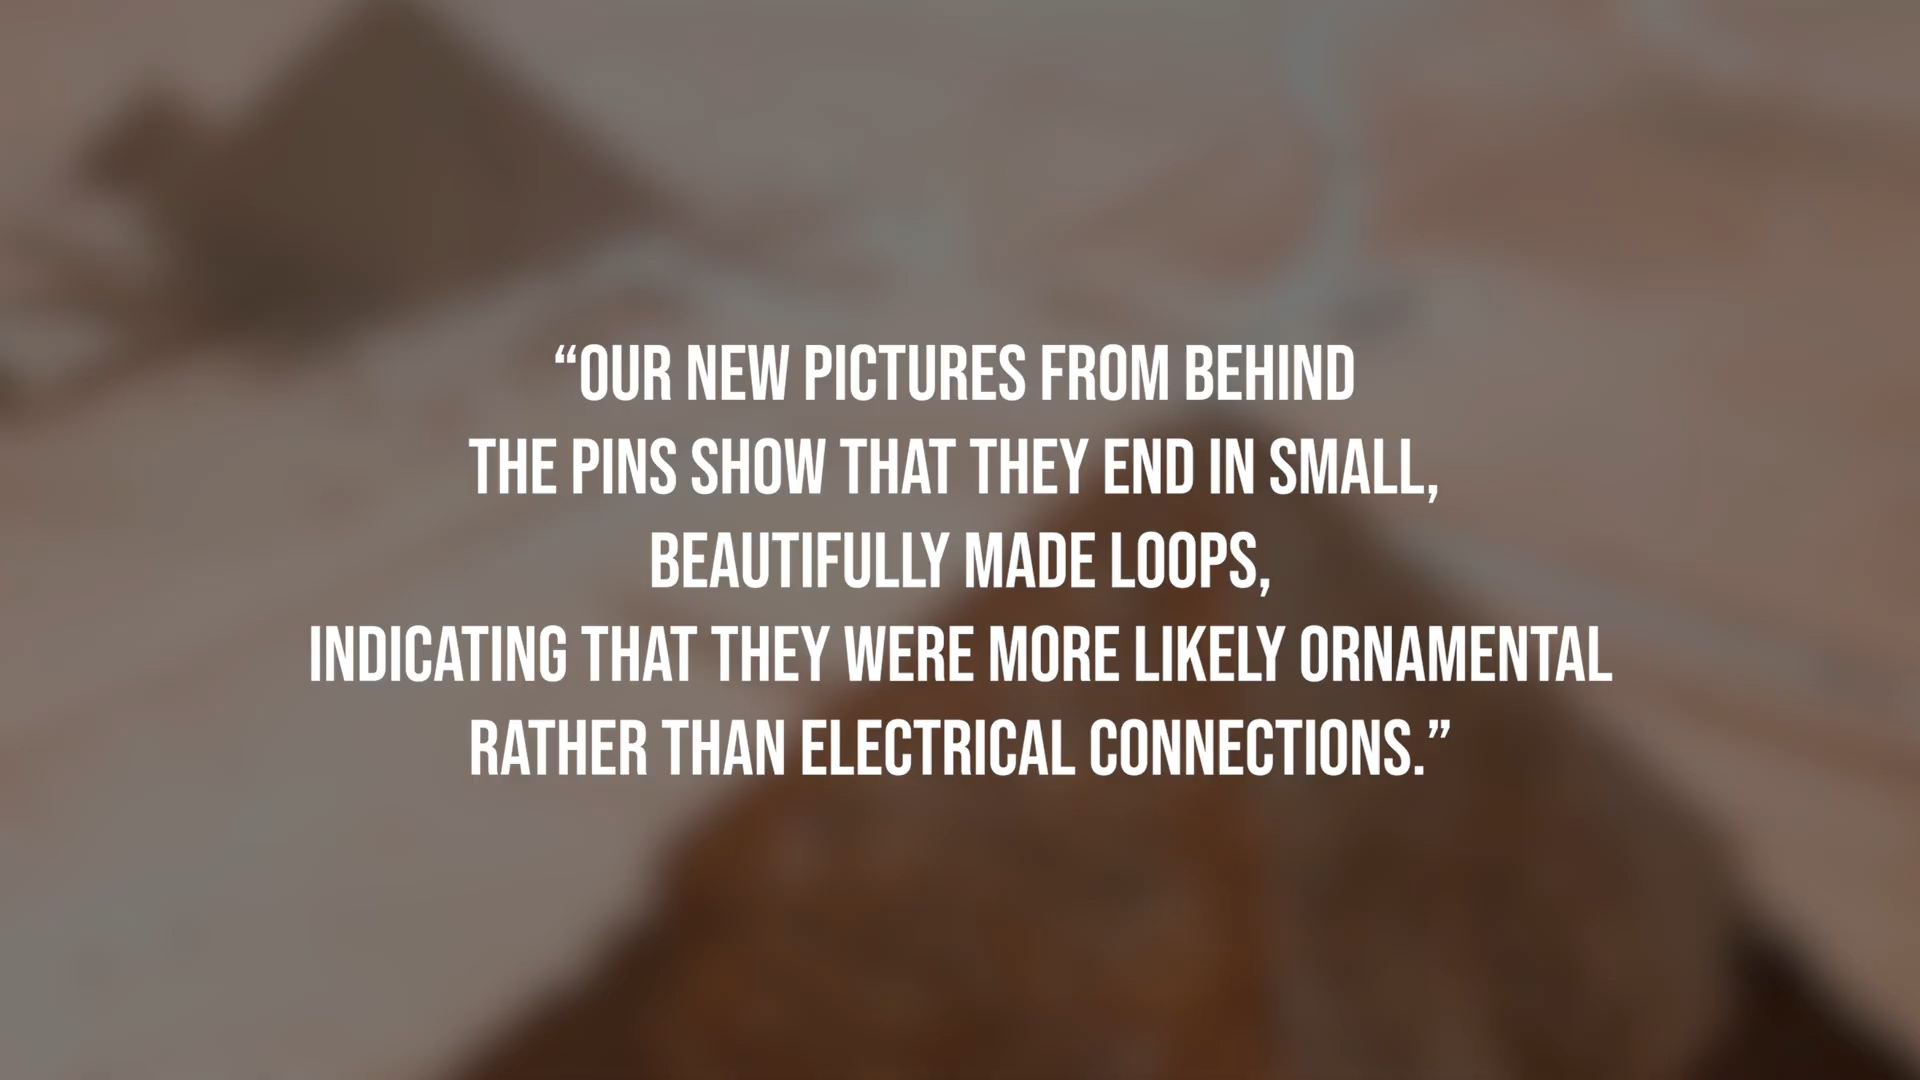 “OUR NEW PICTURES FROM BEHIND
THE PINS SHOW THAT THEY END IN SMALL,
BEAUTIFULLY MADE LOOPS,
INDICATING THAT THEY WERE MORE LIKELY ORNAMENTAL
RATHER THAN ELECTRICAL CONNECTIONS.”